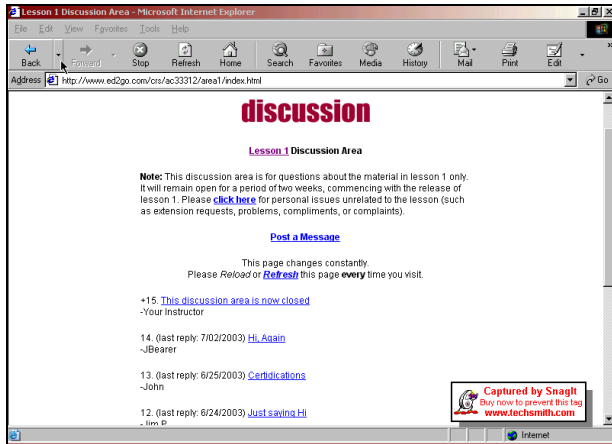 Lesson 1 Discussion Area - Microsoft Internet Explorer
File Edit View Favorites Tools Help
Back Forward Stop Refresh Home Search Favorites Media History Mail Print Edit »
Address http://www.ed2go.com/crs/ac33312/area1/index.html Go
discussion
Lesson 1 Discussion Area
Note: This discussion area is for questions about the material in lesson 1 only.
It will remain open for a period of two weeks, commencing with the release of
lesson 1. Please click here for personal issues unrelated to the lesson (such
as extension requests, problems, compliments, or complaints).
Post a Message
This page changes constantly.
Please Reload or Refresh this page every time you visit.
+15. This discussion area is now closed
-Your Instructor
14. (last reply: 7/02/2003) Hi, Again
-JBearer
13. (last reply: 6/25/2003) Certidications
-John
12. (last reply: 6/24/2003) Just saying Hi
-Jim P
Captured by SnagIt
Buy now to prevent this tag
www.techsmith.com
Internet